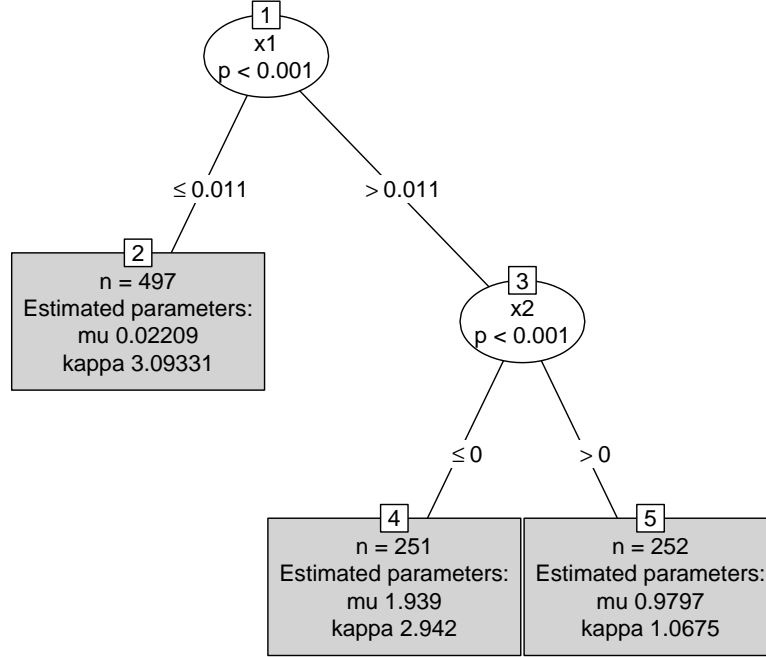 1
x1
p < 0.001
≤ 0.011
> 0.011
2
n = 497
Estimated parameters:
mu 0.02209
kappa 3.09331
3
x2
p < 0.001
≤ 0
> 0
4
n = 251
Estimated parameters:
mu 1.939
kappa 2.942
5
n = 252
Estimated parameters:
mu 0.9797
kappa 1.0675